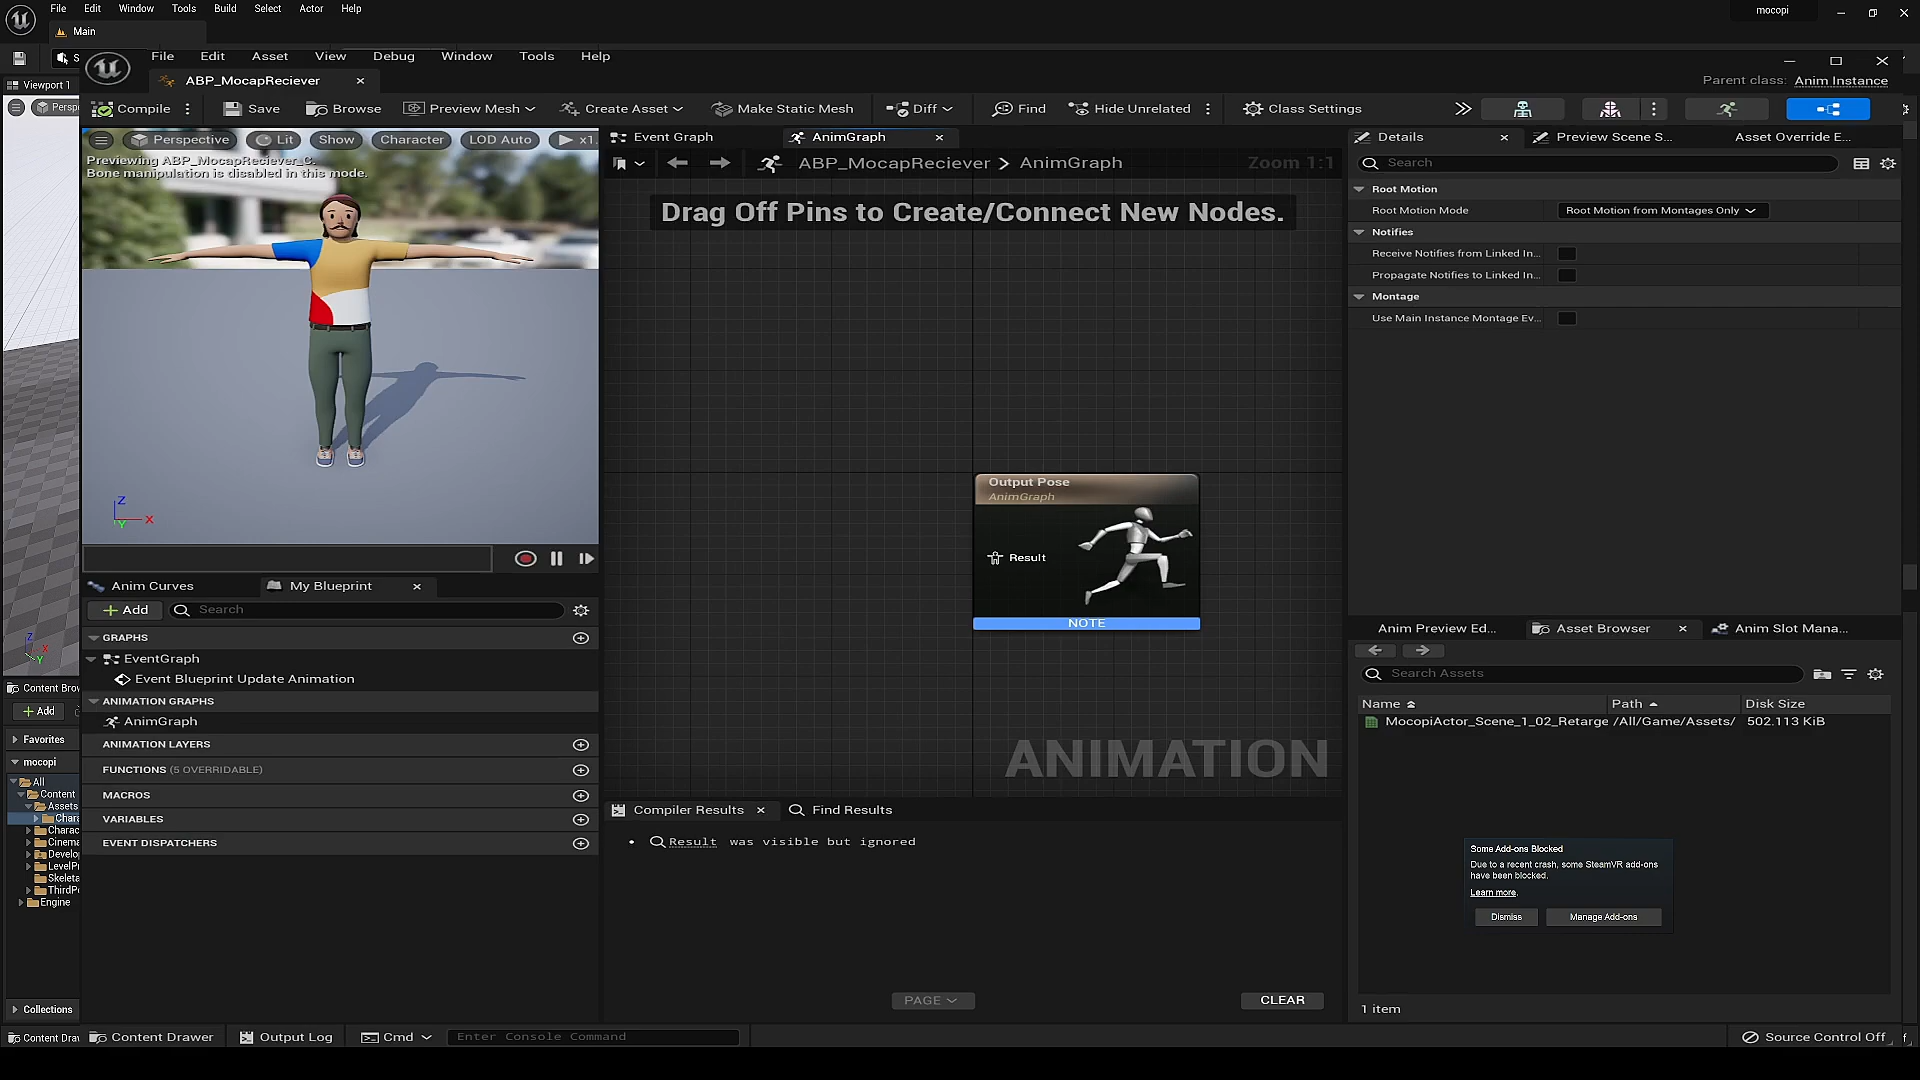 File Edit Window Tools Build Select Actor Help
mocopi
Main
File Edit Asset View Debug Window Tools Help
ABP_MocapReciever
Parent class: Anim Instance
Viewport 1
Compile Save Browse Preview Mesh Create Asset Make Static Mesh Diff Find Hide Unrelated Class Settings
Perspective Lit Show Character LOD Auto x1.
Previewing ABP_MocapReciever_C.
Bone manipulation is disabled in this mode.
Z
X
Y
Event Graph AnimGraph
ABP_MocapReciever > AnimGraph
Zoom 1:1
Drag Off Pins to Create/Connect New Nodes.
Output Pose
AnimGraph
Result
NOTE
ANIMATION
Details Preview Scene S... Asset Override E...
Search
Root Motion
Root Motion Mode Root Motion from Montages Only
Notifies
Receive Notifies from Linked In...
Propagate Notifies to Linked In...
Montage
Use Main Instance Montage Ev...
Anim Curves My Blueprint
Add Search
GRAPHS
EventGraph
Event Blueprint Update Animation
ANIMATION GRAPHS
AnimGraph
ANIMATION LAYERS
FUNCTIONS (5 OVERRIDABLE)
MACROS
VARIABLES
EVENT DISPATCHERS
Z
X
Y
Content Brow
Add
Favorites
mocopi
All
Content
Assets
Chara
Charac
Cinema
Develo
LevelPr
Skeleta
ThirdPe
Engine
Collections
Compiler Results Find Results
• Result was visible but ignored
PAGE CLEAR
Anim Preview Ed... Asset Browser Anim Slot Mana...
Search Assets
Name Path Disk Size
MocopiActor_Scene_1_02_Retarge /All/Game/Assets/ 502.113 KiB
Some Add-ons Blocked
Due to a recent crash, some SteamVR add-ons
have been blocked.
Learn more.
Dismiss Manage Add-ons
1 item
Content Draw Content Drawer Output Log Cmd Enter Console Command Source Control Off